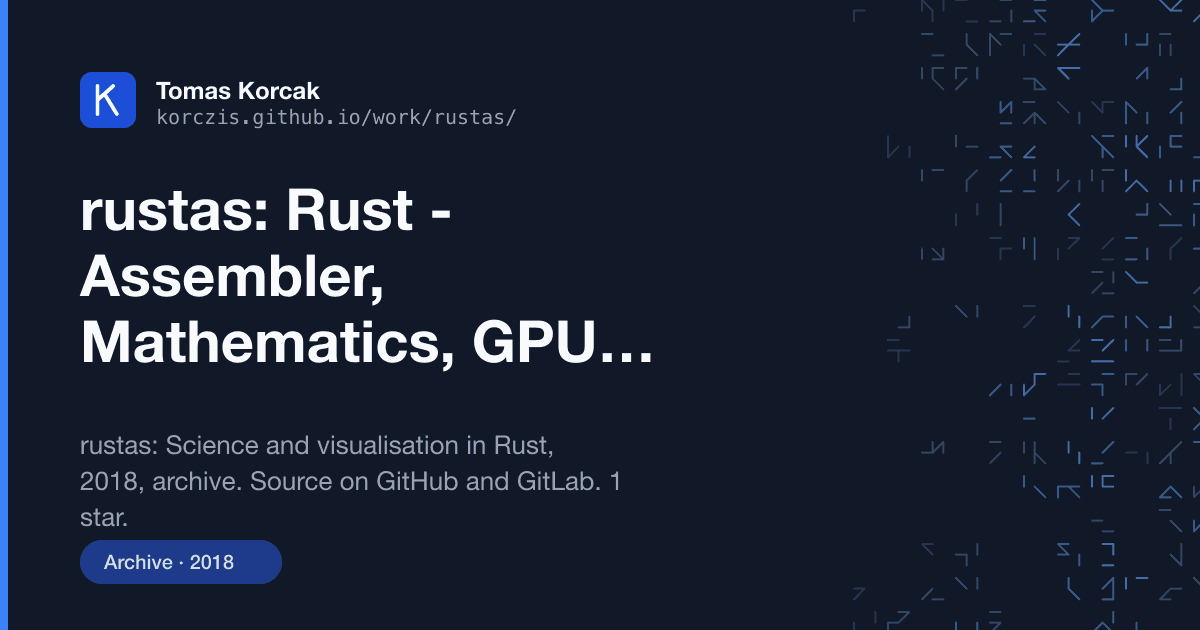 K
Tomas Korcak
korczis.github.io/work/rustas/
rustas: Rust -
Assembler,
Mathematics, GPU…
rustas: Science and visualisation in Rust,
2018, archive. Source on GitHub and GitLab. 1
star.
Archive · 2018